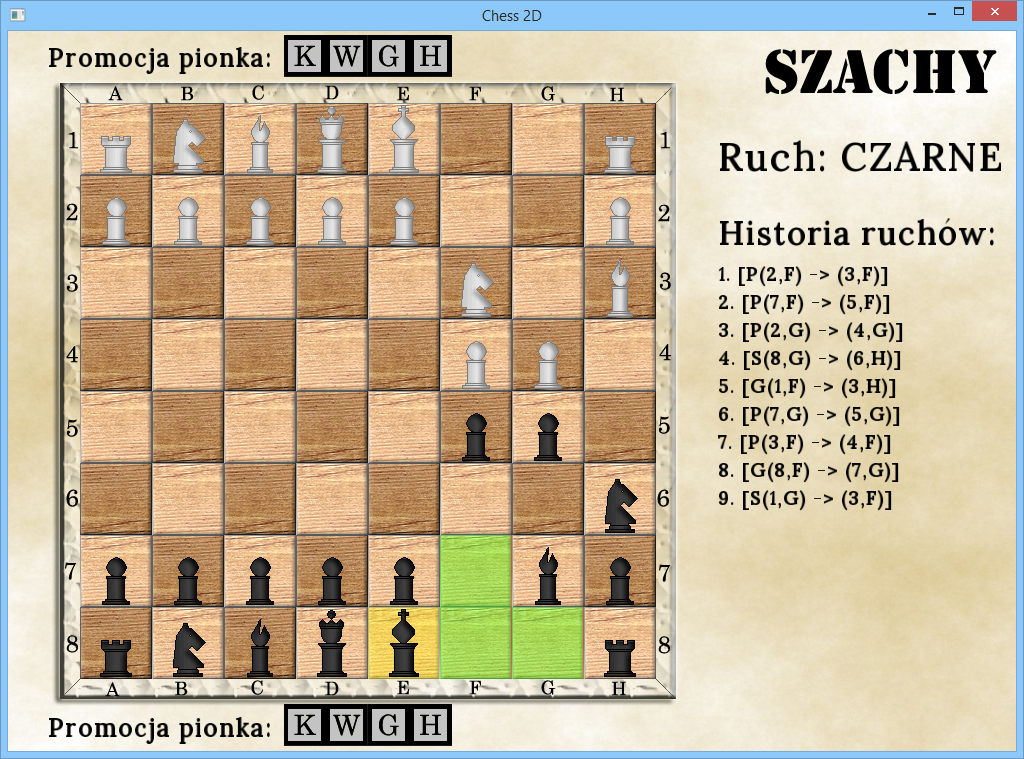 Chess 2D
Promocja pionka: K W G H
SZACHY
A B C D E F G H
1 1
Ruch: CZARNE
2 2
Historia ruchów:
3 3
1. [P(2,F) -> (3,F)]
2. [P(7,F) -> (5,F)]
3. [P(2,G) -> (4,G)]
4 4
4. [S(8,G) -> (6,H)]
5. [G(1,F) -> (3,H)]
6. [P(7,G) -> (5,G)]
5 5
7. [P(3,F) -> (4,F)]
8. [G(8,F) -> (7,G)]
9. [S(1,G) -> (3,F)]
6 6
7 7
8 8
A B C D E F G H
Promocja pionka: K W G H